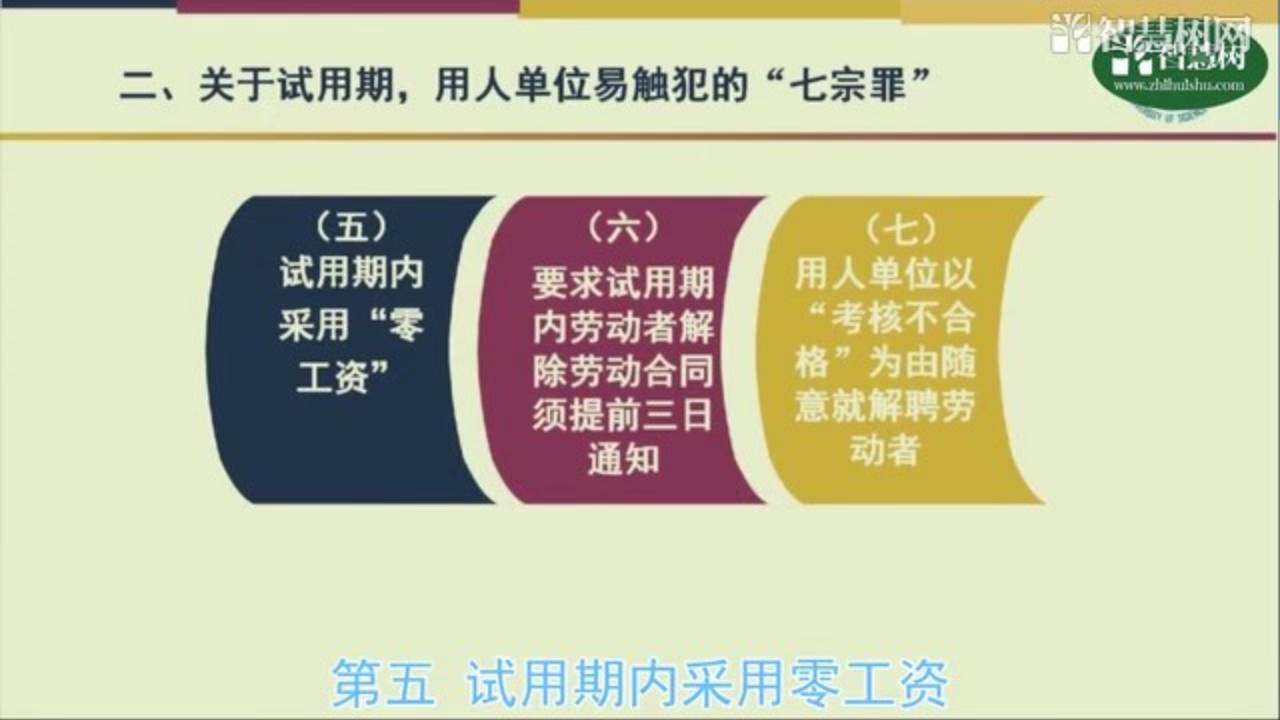 智慧树网
智慧树
www.zhihuishu.com
二、关于试用期，用人单位易触犯的“七宗罪”
（五）
试用期内
采用“零
工资”
（六）
要求试用期
内劳动者解
除劳动合同
须提前三日
通知
（七）
用人单位以
“考核不合
格”为由随
意就解聘劳
动者
第五 试用期内采用零工资